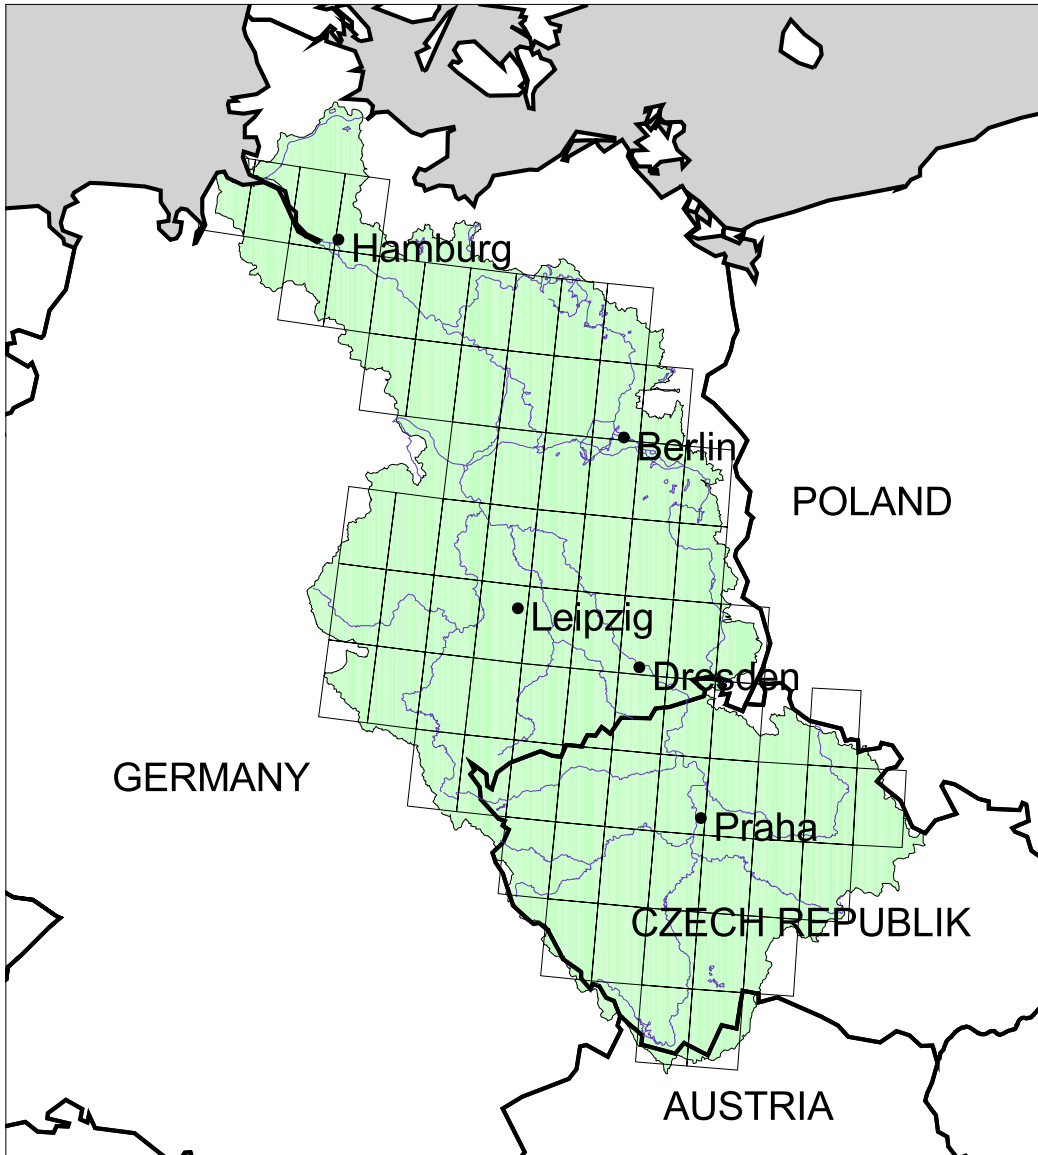 Hamburg
Berlin
POLAND
Leipzig
Dresden
GERMANY
Praha
CZECH REPUBLIK
AUSTRIA